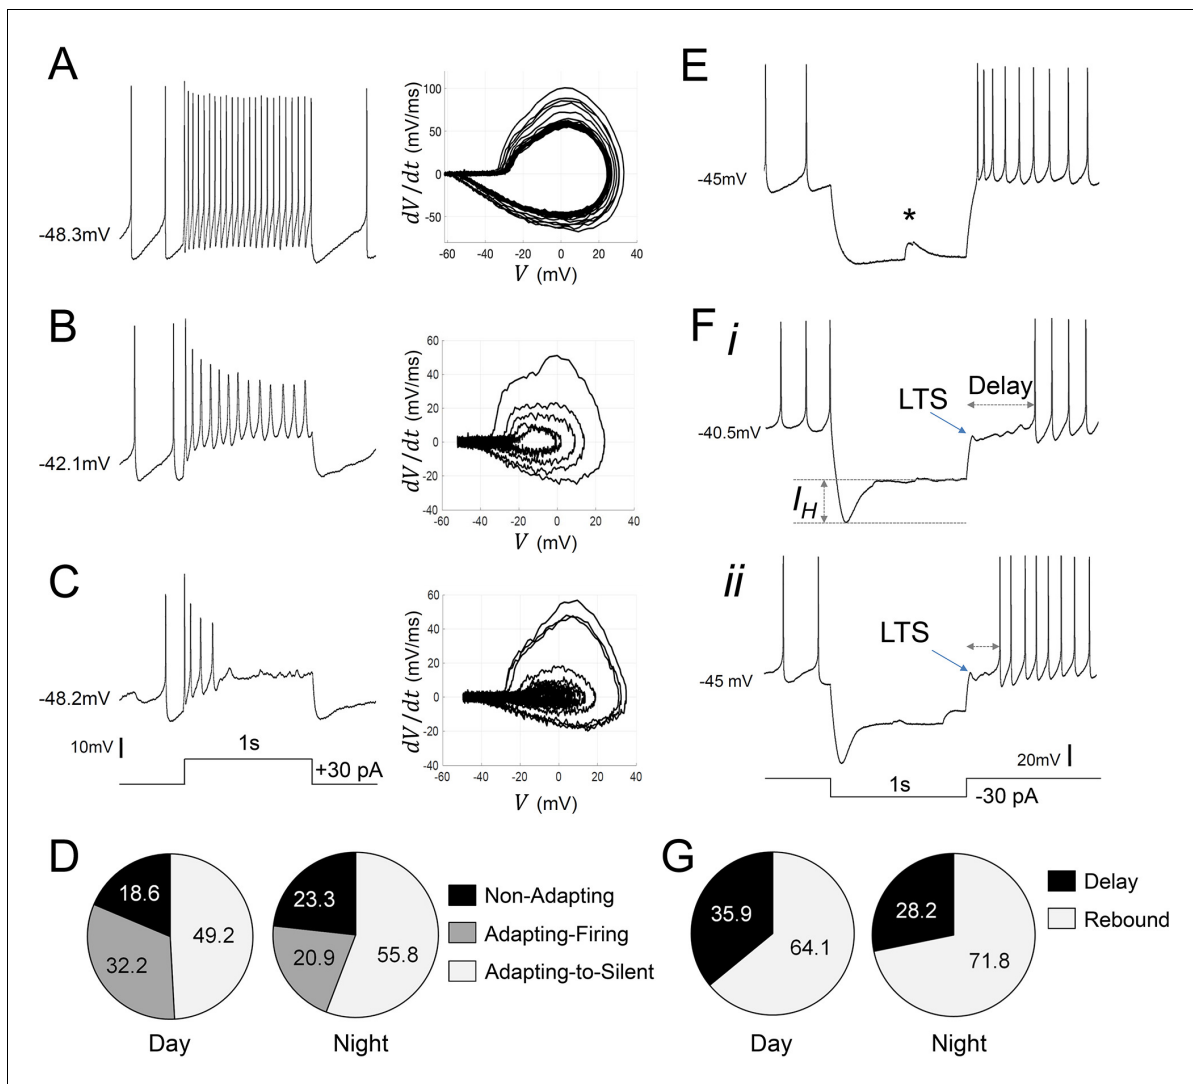 A
-48.3mV
dV/dt (mV/ms)
100
50
0
-50
-60 -40 -20 0 20 40
V (mV)
B
-42.1mV
dV/dt (mV/ms)
60
40
20
0
-20
-40
-60 -40 -20 0 20 40
V (mV)
C
-48.2mV
10mV
1s
+30 pA
dV/dt (mV/ms)
60
40
20
0
-20
-40
-60 -40 -20 0 20 40
V (mV)
D
18.6
49.2
32.2
Day
23.3
55.8
20.9
Night
Non-Adapting
Adapting-Firing
Adapting-to-Silent
E
-45mV
*
F i
LTS
Delay
-40.5mV
IH
ii
LTS
-45 mV
20mV
1s
-30 pA
G
35.9
64.1
Day
28.2
71.8
Night
Delay
Rebound